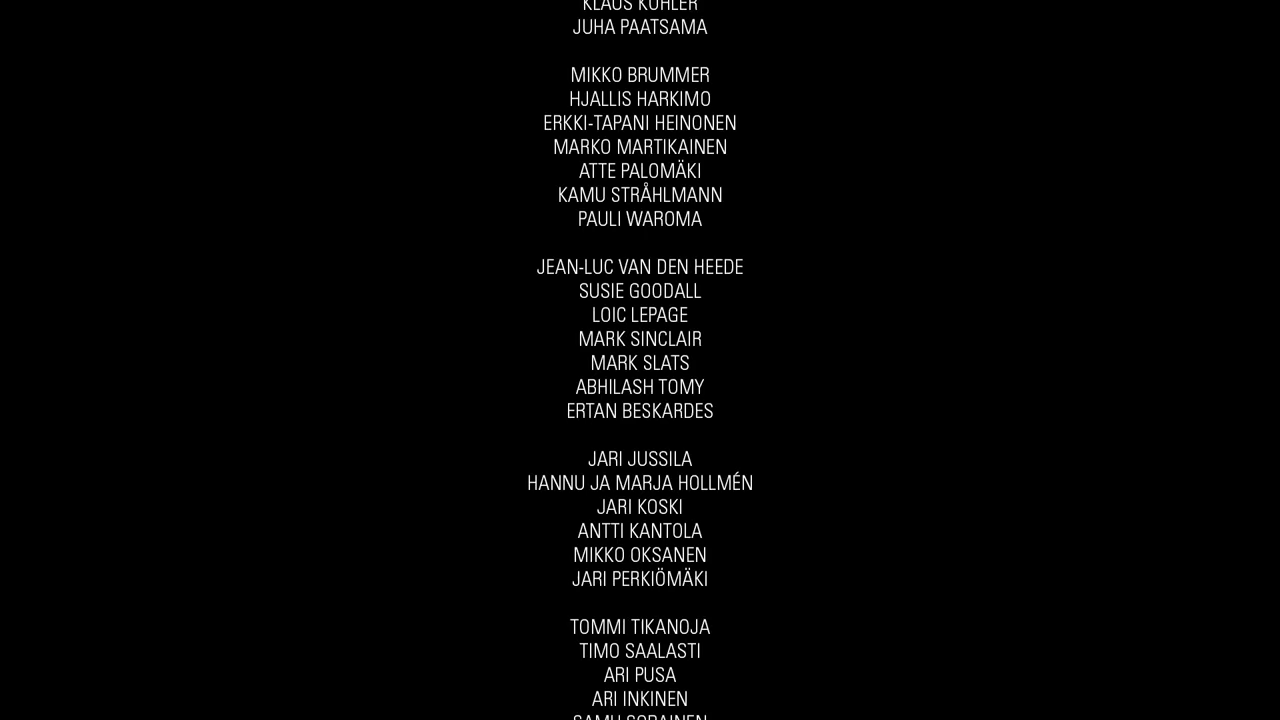 KLAUS KÖHLER
JUHA PAATSAMA
MIKKO BRUMMER
HJALLIS HARKIMO
ERKKI-TAPANI HEINONEN
MARKO MARTIKAINEN
ATTE PALOMÄKI
KAMU STRÅHLMANN
PAULI WAROMA
JEAN-LUC VAN DEN HEEDE
SUSIE GOODALL
LOIC LEPAGE
MARK SINCLAIR
MARK SLATS
ABHILASH TOMY
ERTAN BESKARDES
JARI JUSSILA
HANNU JA MARJA HOLLMÉN
JARI KOSKI
ANTTI KANTOLA
MIKKO OKSANEN
JARI PERKIÖMÄKI
TOMMI TIKANOJA
TIMO SAALASTI
ARI PUSA
ARI INKINEN